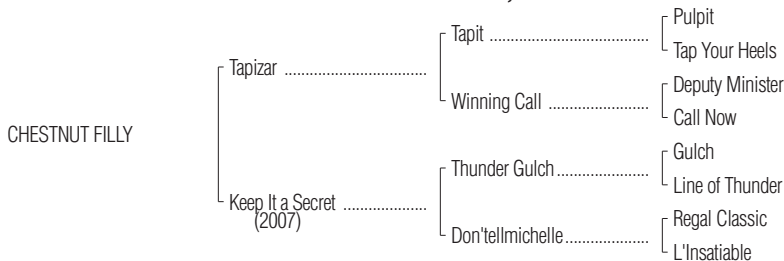 Pulpit
Tapit
Tap Your Heels
Tapizar
Deputy Minister
Winning Call
Call Now
CHESTNUT FILLY
Gulch
Thunder Gulch
Line of Thunder
Keep It a Secret
(2007)
Regal Classic
Don'tellmichelle
L'Insatiable